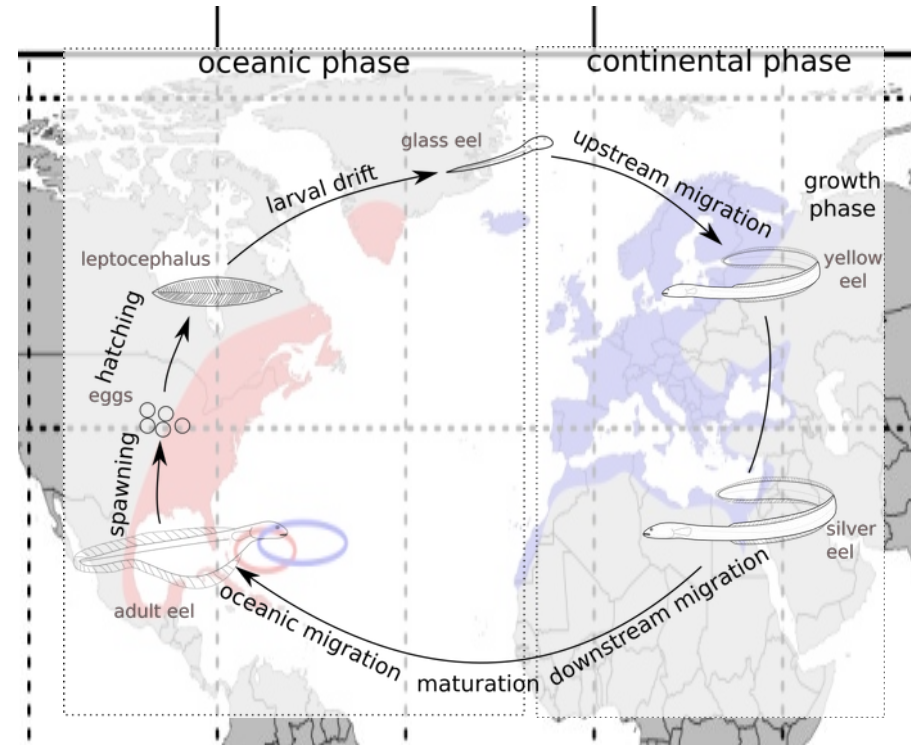 oceanic phase
continental phase
glass eel
upstream migration
larval drift
growth
phase
leptocephalus
yellow
eel
hatching
eggs
spawning
silver
eel
adult eel
oceanic migration
maturation
downstream migration